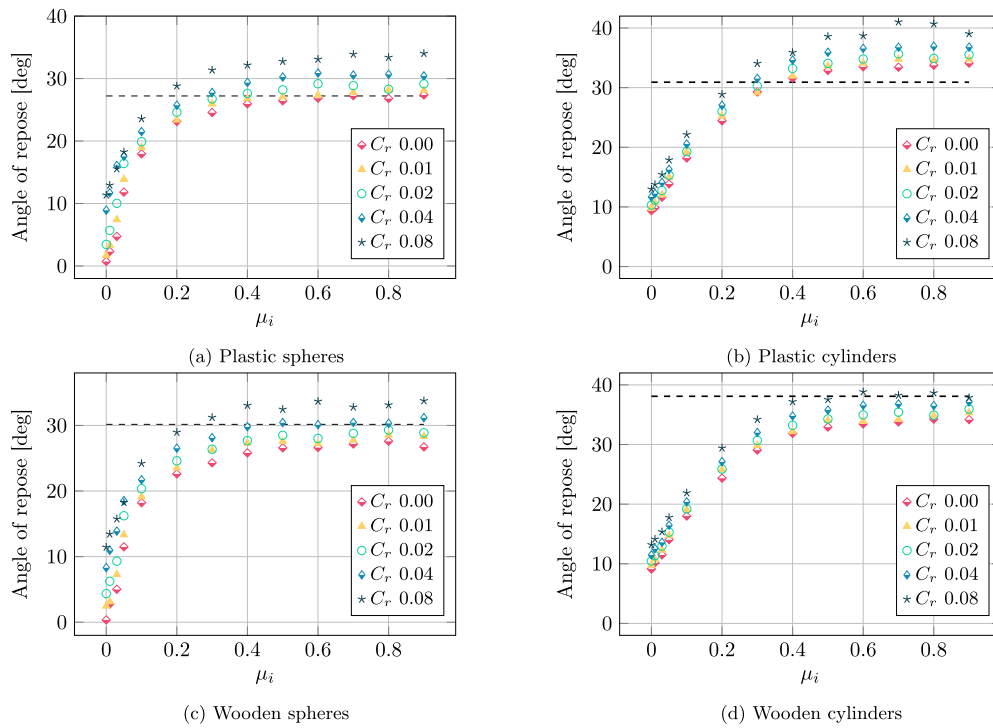 40
30
20
10
0
Angle of repose [deg]
0
0.2
0.4
0.6
0.8
μi
Cr 0.00
Cr 0.01
Cr 0.02
Cr 0.04
Cr 0.08
(a) Plastic spheres
40
30
20
10
0
Angle of repose [deg]
0
0.2
0.4
0.6
0.8
μi
Cr 0.00
Cr 0.01
Cr 0.02
Cr 0.04
Cr 0.08
(b) Plastic cylinders
30
20
10
0
Angle of repose [deg]
0
0.2
0.4
0.6
0.8
μi
Cr 0.00
Cr 0.01
Cr 0.02
Cr 0.04
Cr 0.08
(c) Wooden spheres
40
30
20
10
0
Angle of repose [deg]
0
0.2
0.4
0.6
0.8
μi
Cr 0.00
Cr 0.01
Cr 0.02
Cr 0.04
Cr 0.08
(d) Wooden cylinders